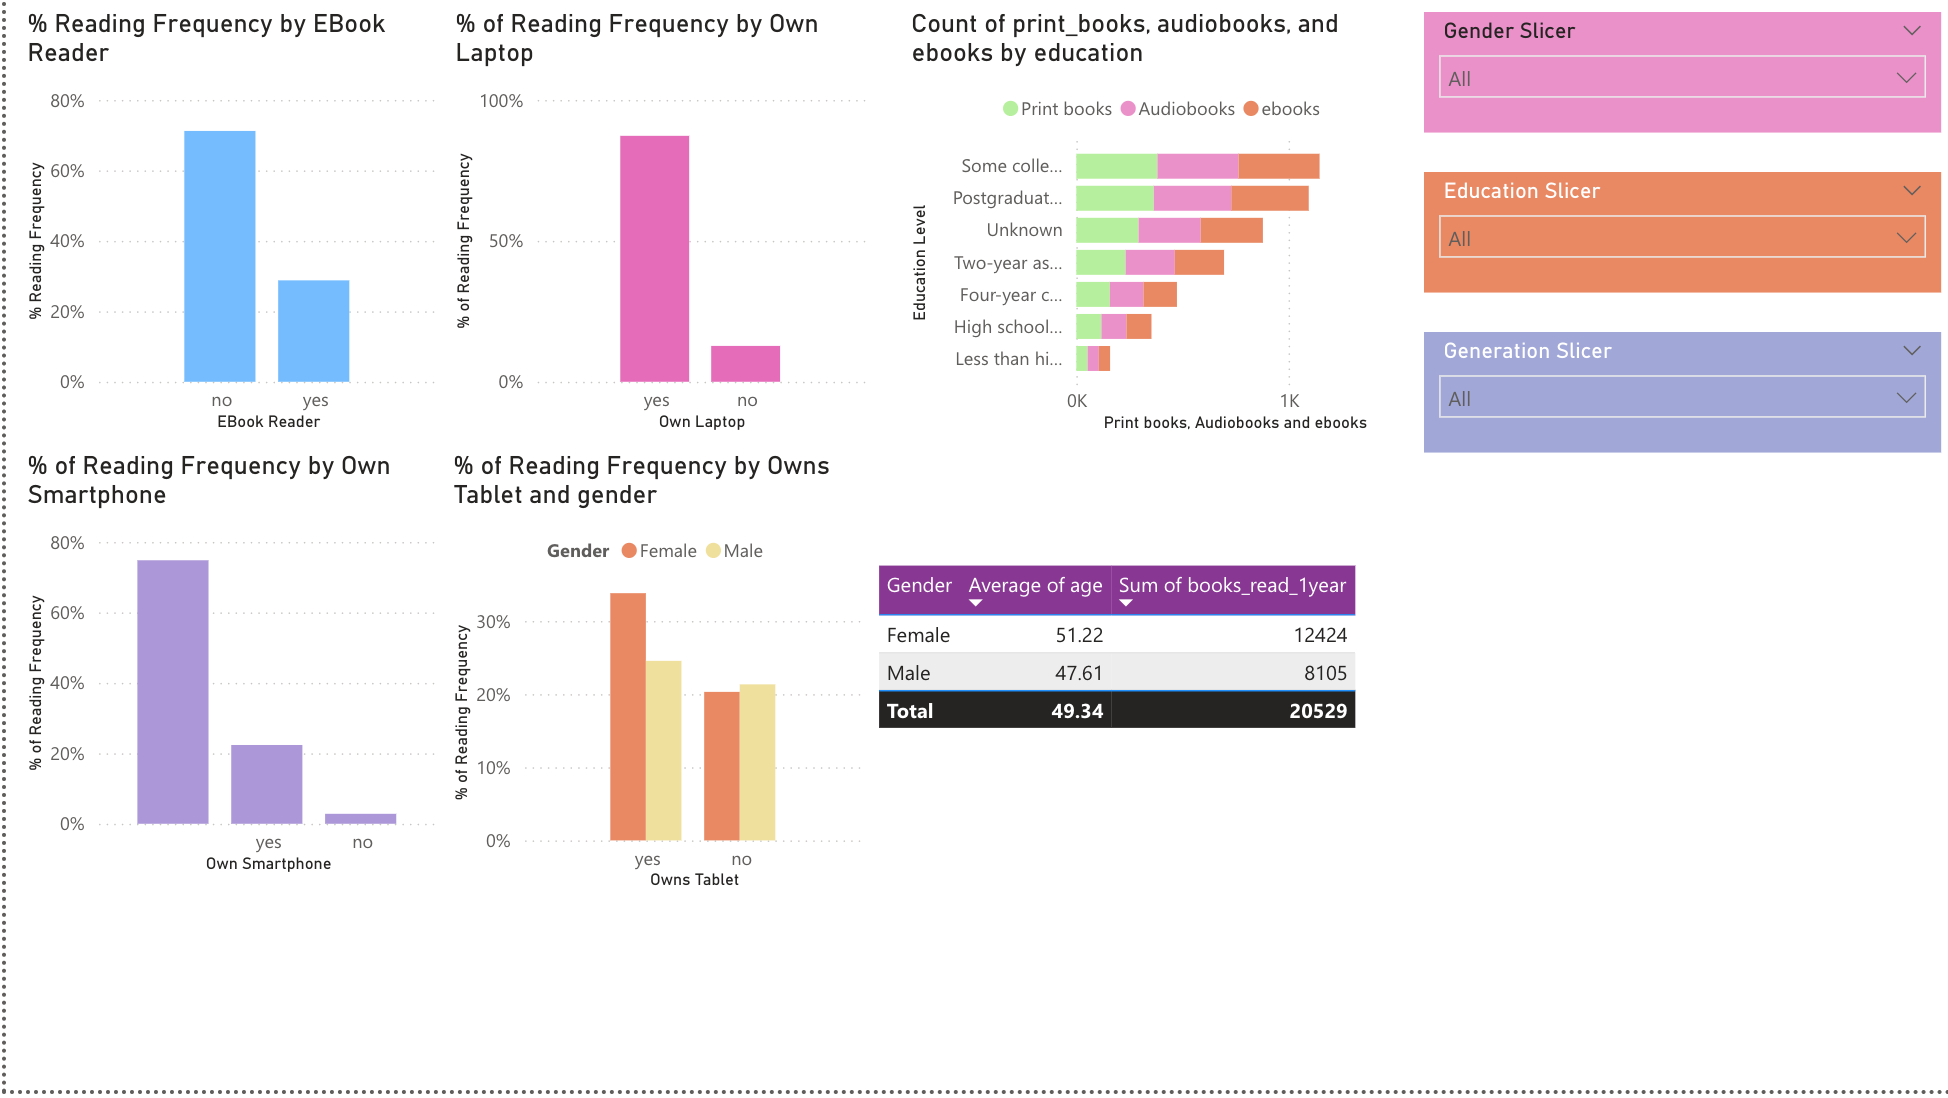 % Reading Frequency by EBook
Reader
80%
60%
40%
20%
0%
% Reading Frequency
no
yes
EBook Reader
% of Reading Frequency by Own
Laptop
100%
50%
0%
% of Reading Frequency
yes
no
Own Laptop
Count of print_books, audiobooks, and
ebooks by education
Print books
Audiobooks
ebooks
Education Level
Some colle...
Postgraduat...
Unknown
Two-year as...
Four-year c...
High school...
Less than hi...
0K
1K
Print books, Audiobooks and ebooks
Gender Slicer
All
Education Slicer
All
Generation Slicer
All
% of Reading Frequency by Own
Smartphone
80%
60%
40%
20%
0%
% of Reading Frequency
yes
no
Own Smartphone
% of Reading Frequency by Owns
Tablet and gender
Gender
Female
Male
30%
20%
10%
0%
% of Reading Frequency
yes
no
Owns Tablet
Gender Average of age Sum of books_read_1year
Female 51.22 12424
Male 47.61 8105
Total 49.34 20529